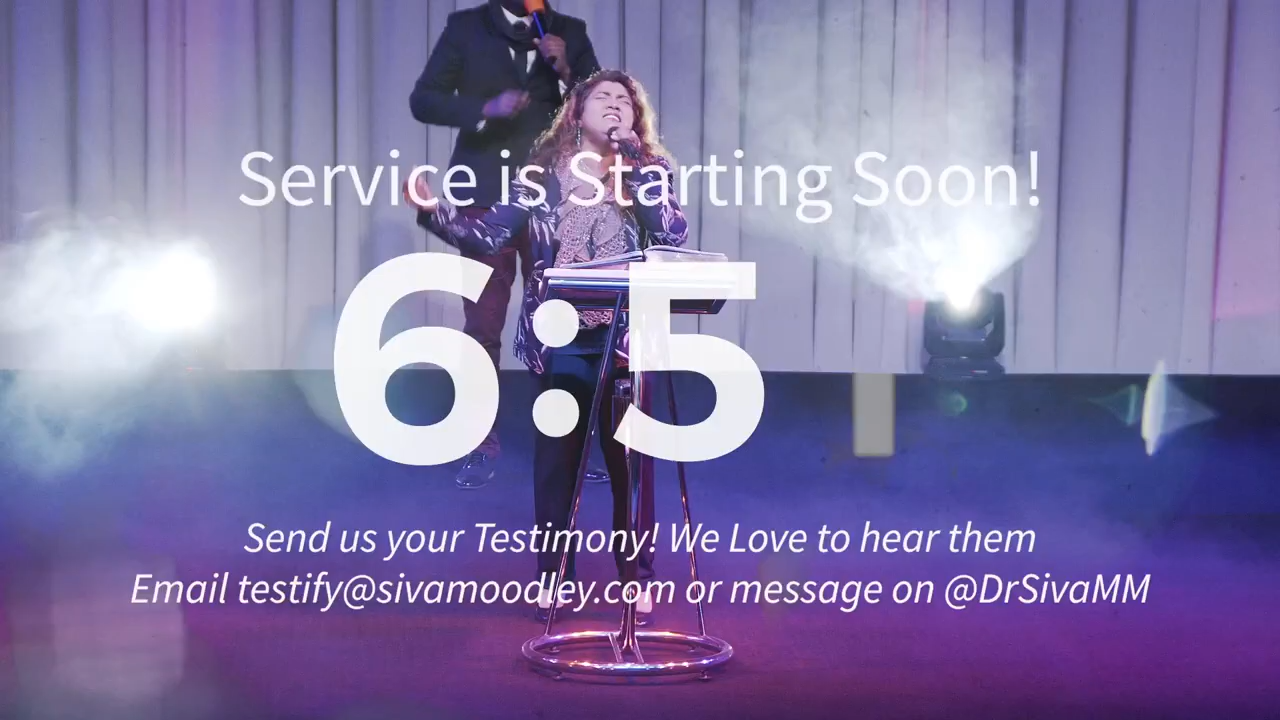 Service is Starting Soon!
6:5
Send us your Testimony! We Love to hear them
Email testify@sivamoodley.com or message on @DrSivaMM